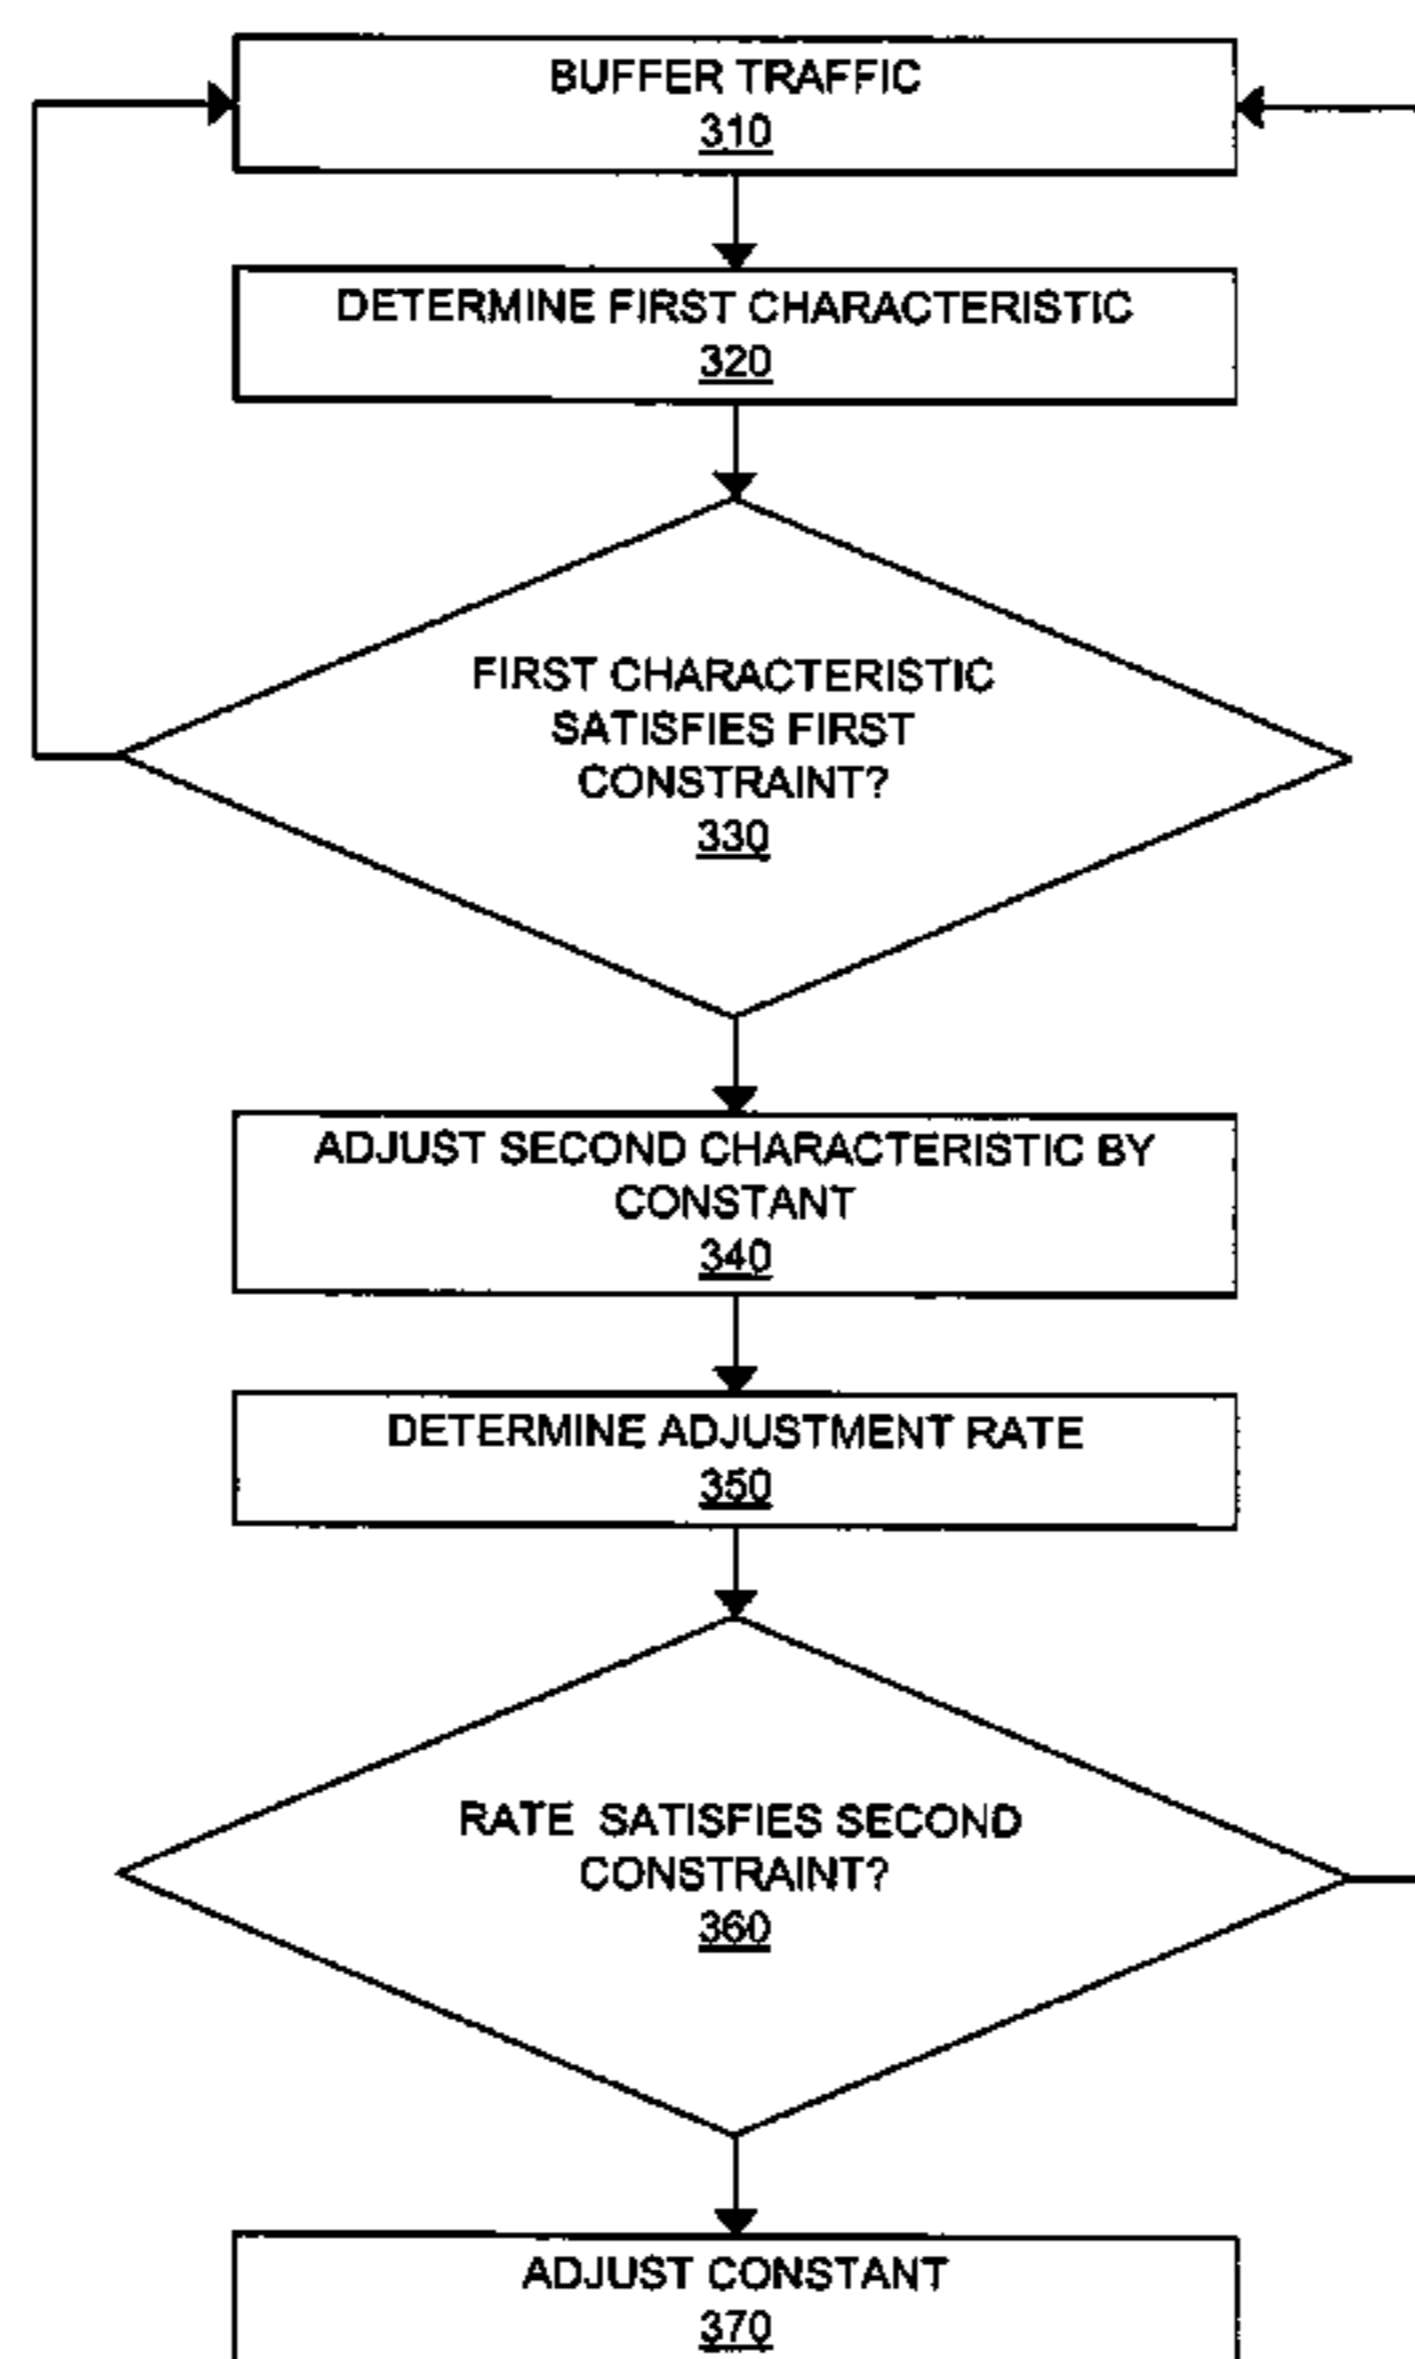 BUFFER TRAFFIC
310
DETERMINE FIRST CHARACTERISTIC
320
FIRST CHARACTERISTIC
SATISFIES FIRST
CONSTRAINT?
330
ADJUST SECOND CHARACTERISTIC BY
CONSTANT
340
DETERMINE ADJUSTMENT RATE
350
RATE SATISFIES SECOND
CONSTRAINT?
360
ADJUST CONSTANT
370